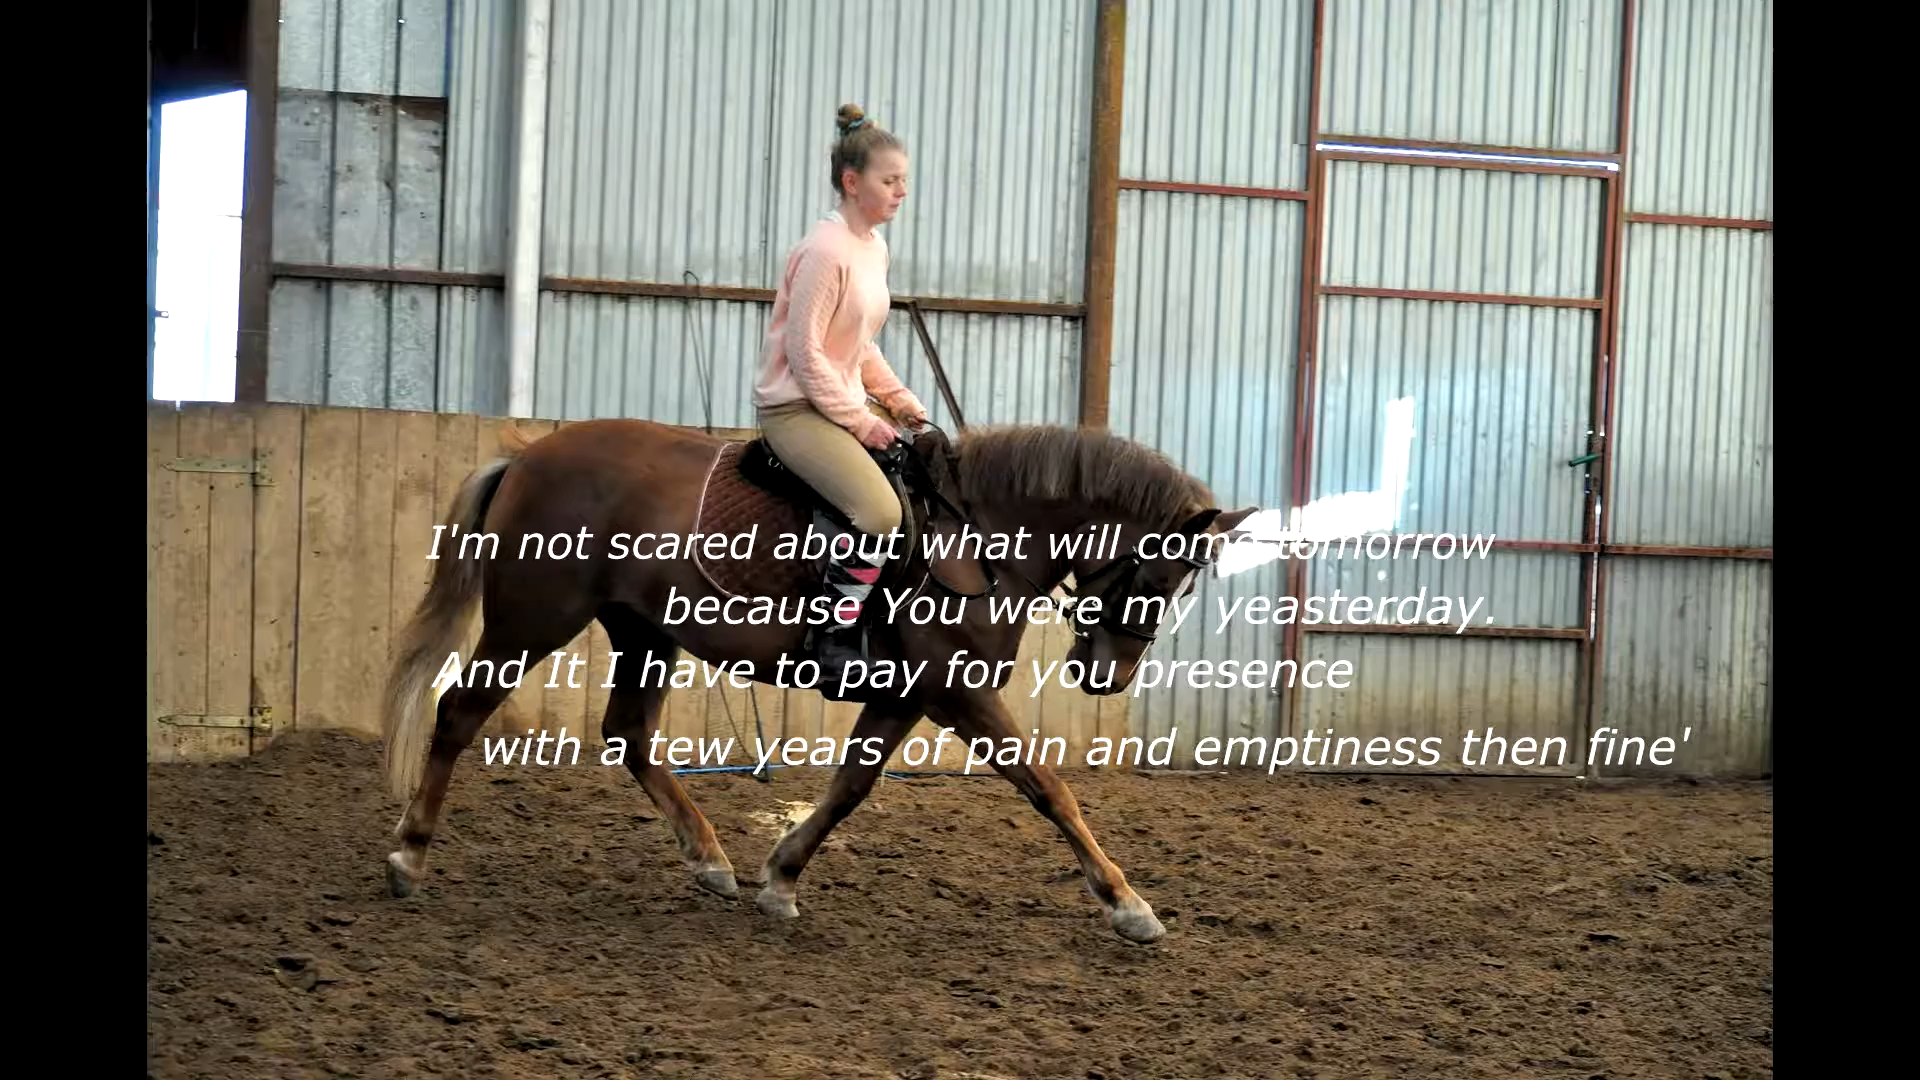 I'm not scared about what will come tomorrow
because You were my yeasterday.
And It I have to pay for you presence
with a tew years of pain and emptiness then fine'